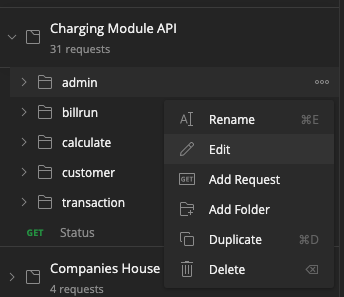 Charging Module API
31 requests
admin
billrun
Rename ⌘E
calculate
Edit
customer
GET Add Request
transaction
Add Folder
GET Status
Duplicate ⌘D
Companies House
Delete ⌫
4 requests